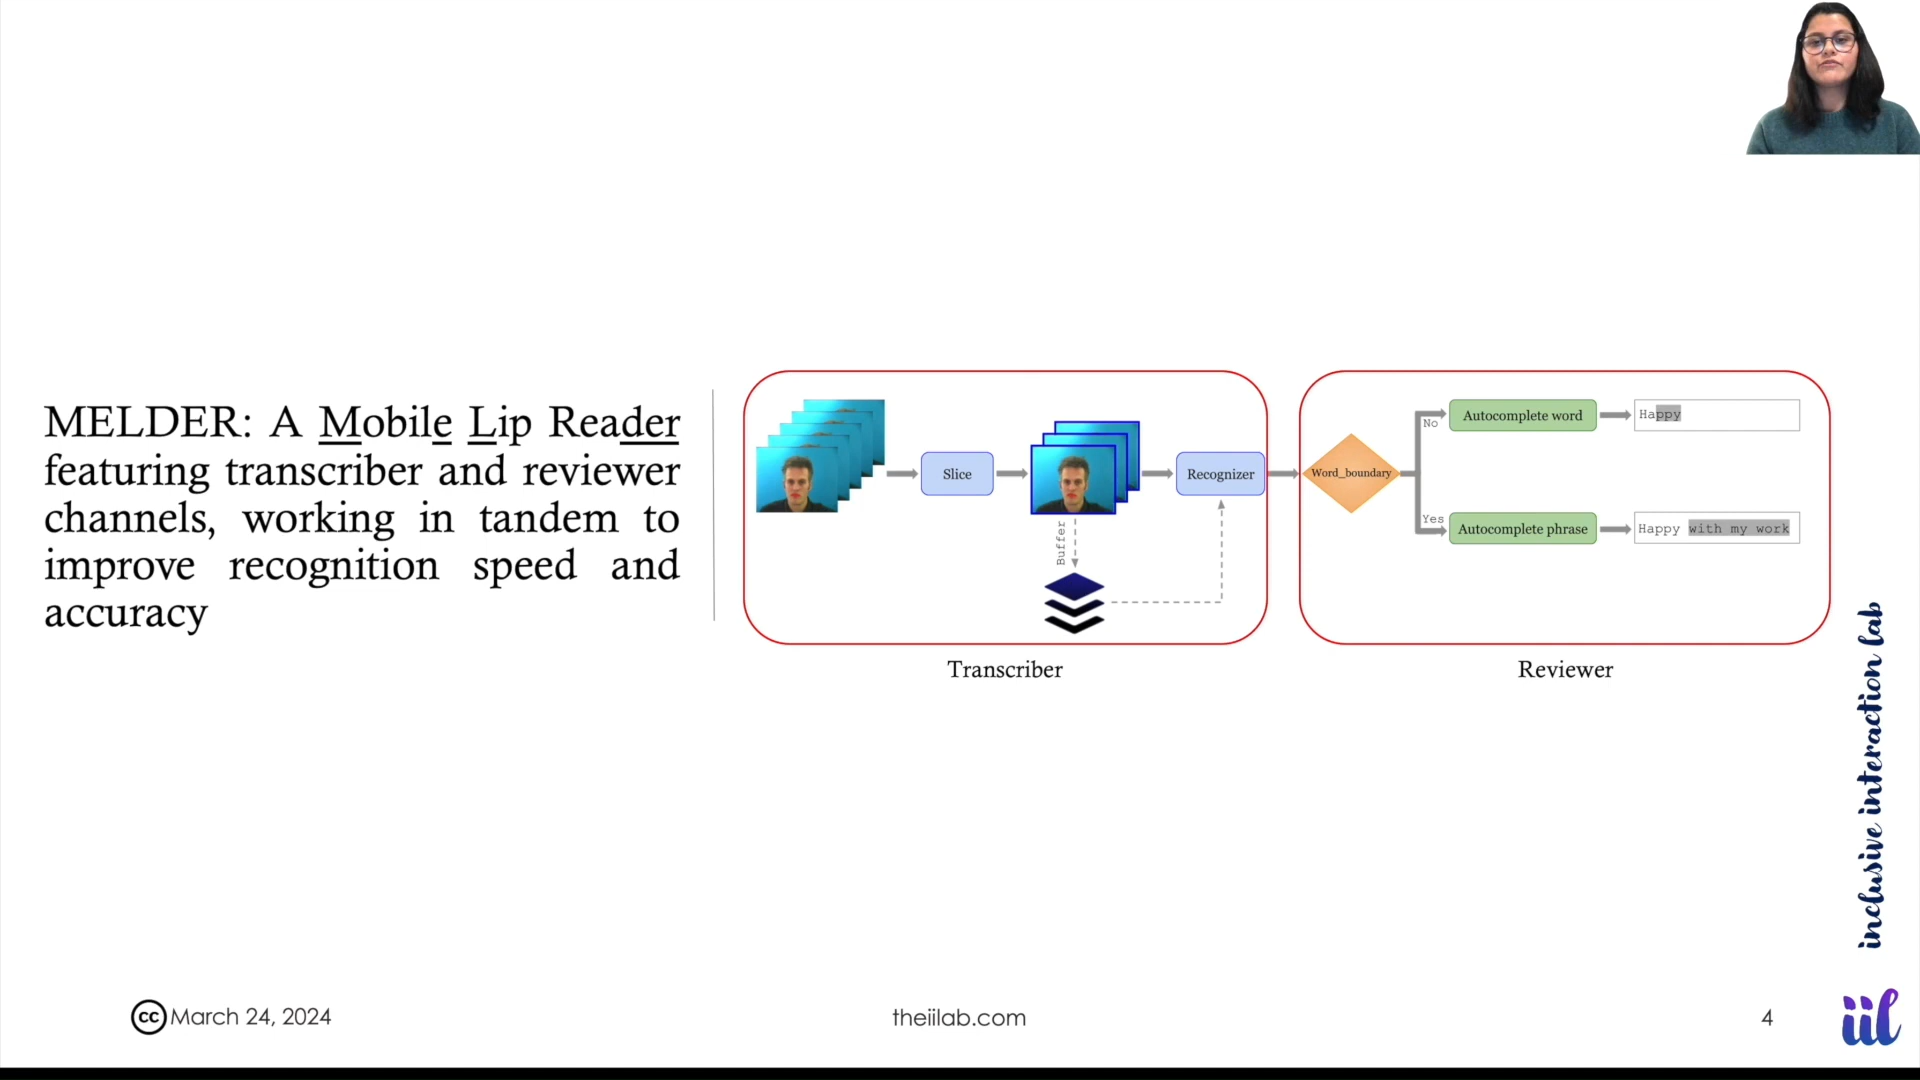 MELDER: A Mobile Lip Reader
featuring transcriber and reviewer
channels, working in tandem to
improve recognition speed and
accuracy
Slice
Buffer
Recognizer
Transcriber
Word_boundary
No
Autocomplete word
Happy
Yes
Autocomplete phrase
Happy with my work
Reviewer
inclusive interaction lab
cc March 24, 2024
theiilab.com
4
iil